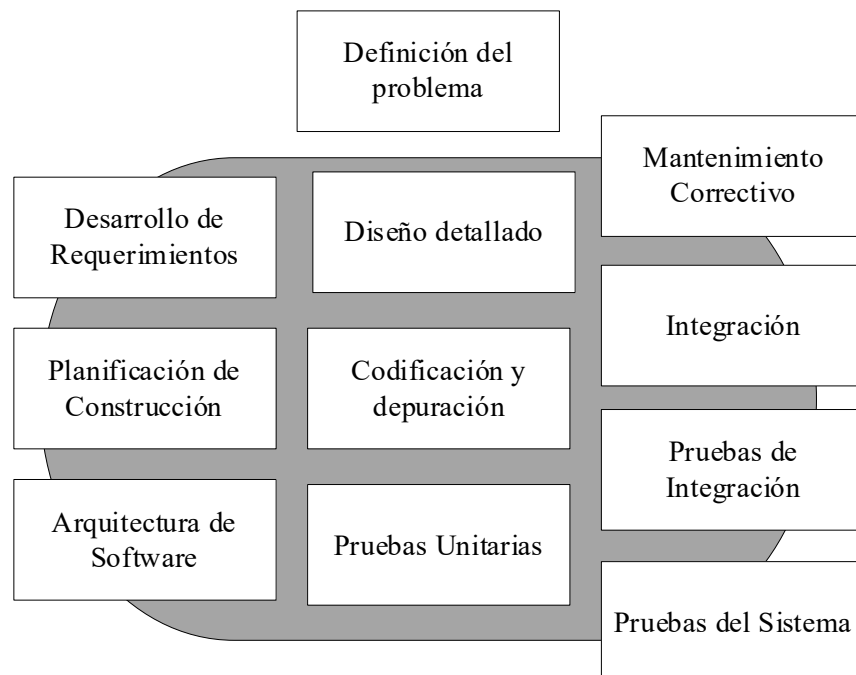 Definición del
problema
Mantenimiento
Correctivo
Desarrollo de
Requerimientos
Diseño detallado
Integración
Planificación de
Construcción
Codificación y
depuración
Pruebas de
Integración
Arquitectura de
Software
Pruebas Unitarias
Pruebas del Sistema